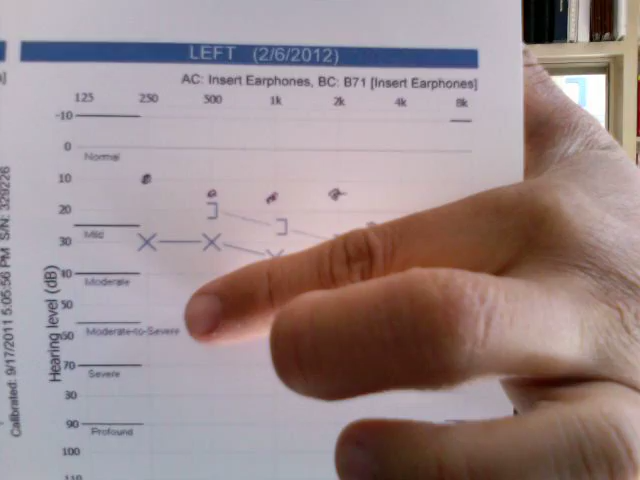 LEFT (2/6/2012)
AC: Insert Earphones, BC: B71 [Insert Earphones]
125 250 500 1k 2k 4k 8k
-10
0
Normal
10
20
Mild
30
40
Moderate
50
Moderate-to-Severe
60
70
Severe
30
90
Profound
100
110
Hearing level (dB)
Calibrated: 9/17/2011 5:05:56 PM S/N: 329226